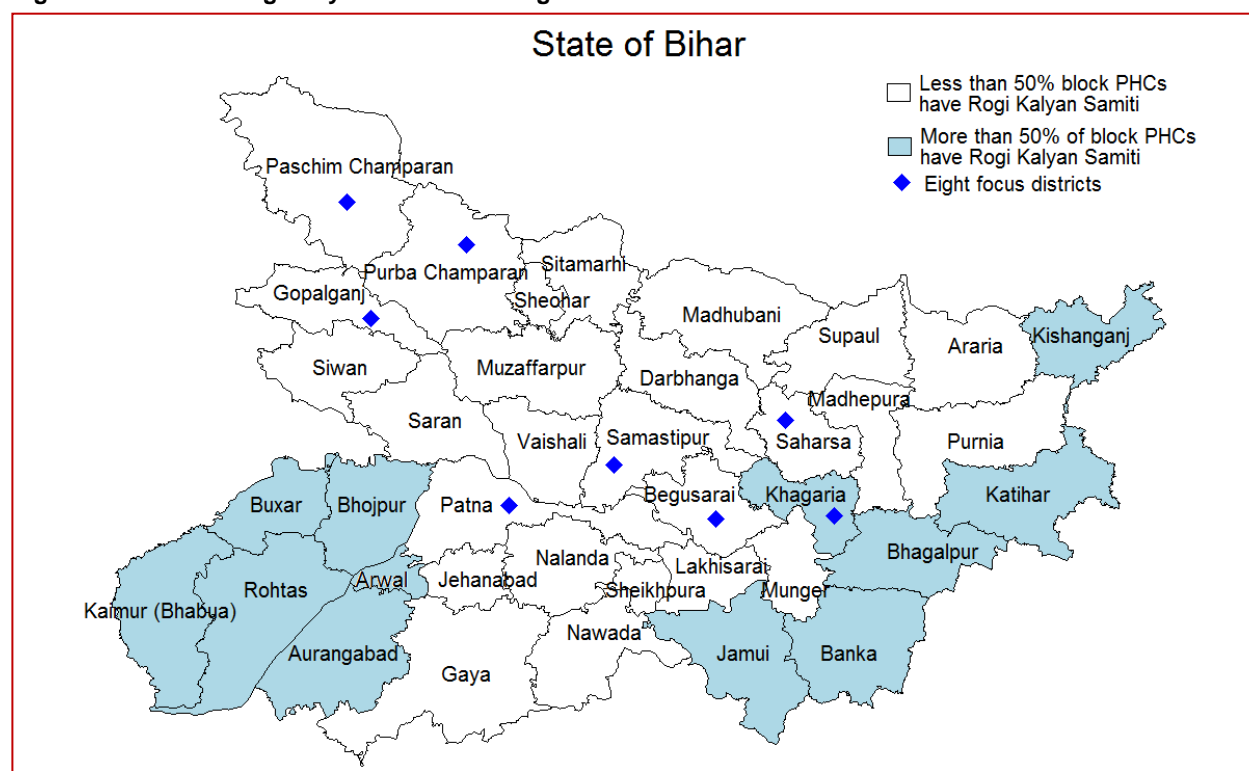 State of Bihar
Less than 50% block PHCs
have Rogi Kalyan Samiti
More than 50% of block PHCs
have Rogi Kalyan Samiti
Eight focus districts
Paschim Champaran
Purba Champaran
Sitamarhi
Gopalganj
Sheohar
Madhubani
Supaul
Araria
Kishanganj
Siwan
Muzaffarpur
Darbhanga
Madhepura
Saran
Vaishali
Samastipur
Saharsa
Purnia
Buxar
Bhojpur
Patna
Begusarai
Khagaria
Katihar
Nalanda
Lakhisarai
Bhagalpur
Rohtas
Arwal
Jehanabad
Sheikhpura
Munger
Kaimur (Bhabua)
Nawada
Aurangabad
Gaya
Jamui
Banka